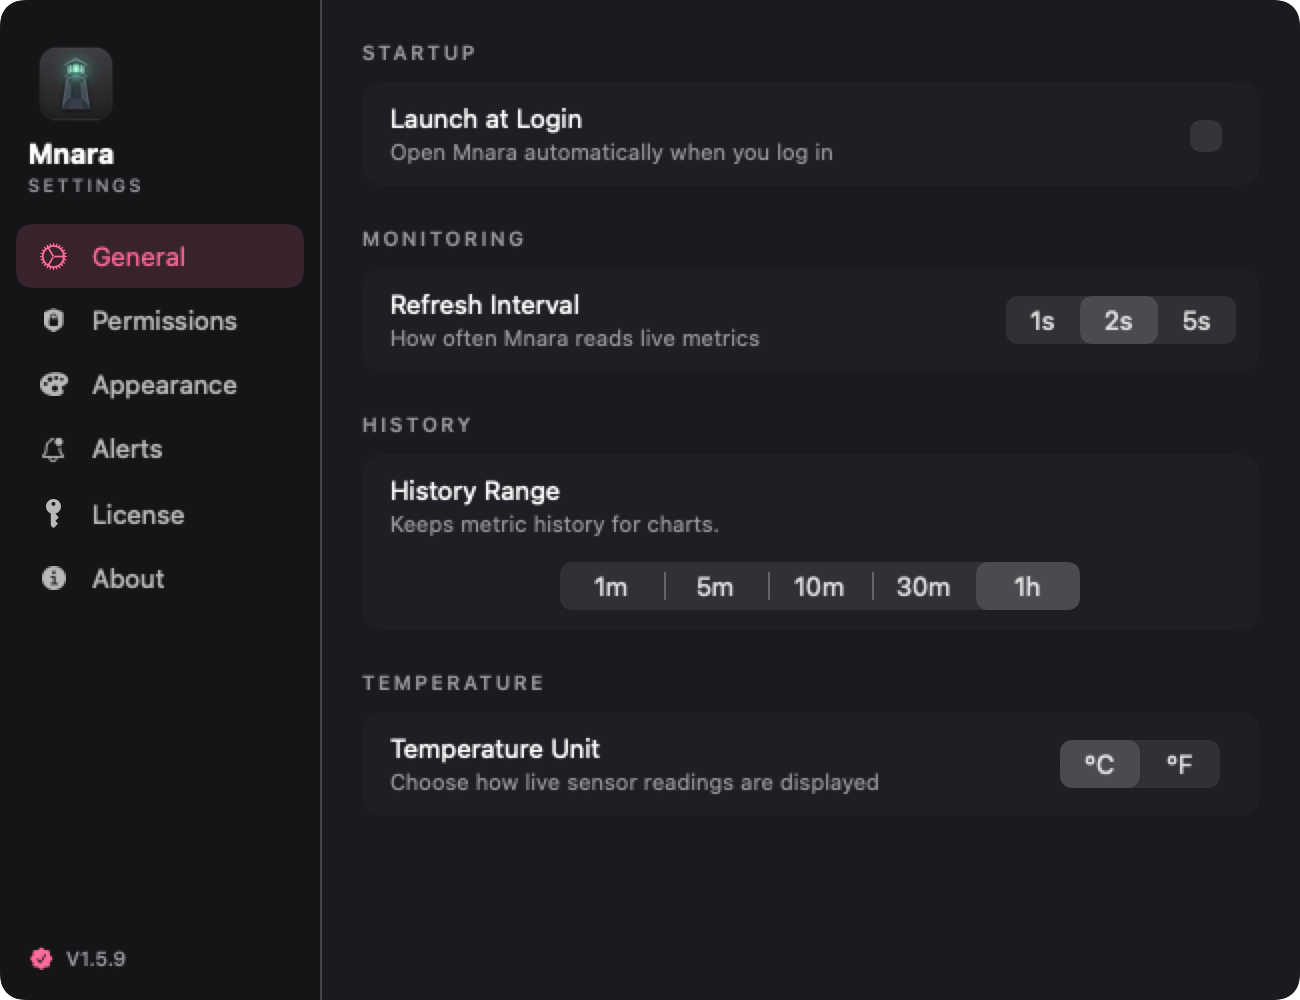 Mnara
SETTINGS
General
Permissions
Appearance
Alerts
License
About
V1.5.9
STARTUP
Launch at Login
Open Mnara automatically when you log in
MONITORING
Refresh Interval
How often Mnara reads live metrics
1s 2s 5s
HISTORY
History Range
Keeps metric history for charts.
1m 5m 10m 30m 1h
TEMPERATURE
Temperature Unit
Choose how live sensor readings are displayed
°C °F